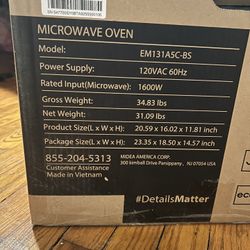 MICROWAVE OVEN
Model: EM131A5C-BS
Power Supply: 120VAC 60Hz
Rated Input(Microwave): 1600W
Gross Weight: 34.83 lbs
Net Weight: 31.09 lbs
Product Size(L x W x H): 20.59 x 16.02 x 11.81 inch
Package Size(L x W x H): 23.35 x 18.50 x 14.57 inch
855-204-5313 MIDEA AMERICA CORP.
Customer Assistance 300 kimball Drive Parsippany, NJ 07054 USA
Made in Vietnam
#DetailsMatter